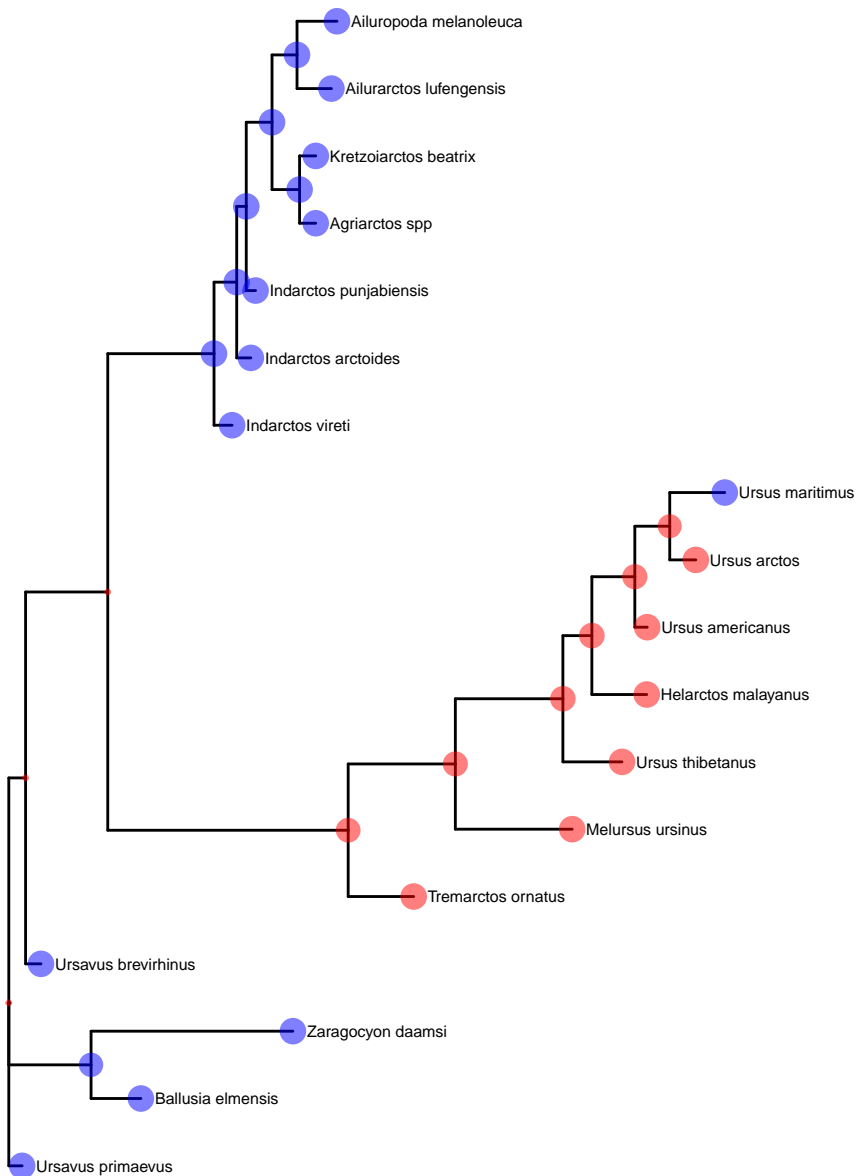 Ailuropoda melanoleuca
Ailurarctos lufengensis
Kretzoiarctos beatrix
Agriarctos spp
Indarctos punjabiensis
Indarctos arctoides
Indarctos vireti
Ursus maritimus
Ursus arctos
Ursus americanus
Helarctos malayanus
Ursus thibetanus
Melursus ursinus
Tremarctos ornatus
Ursavus brevirhinus
Zaragocyon daamsi
Ballusia elmensis
Ursavus primaevus